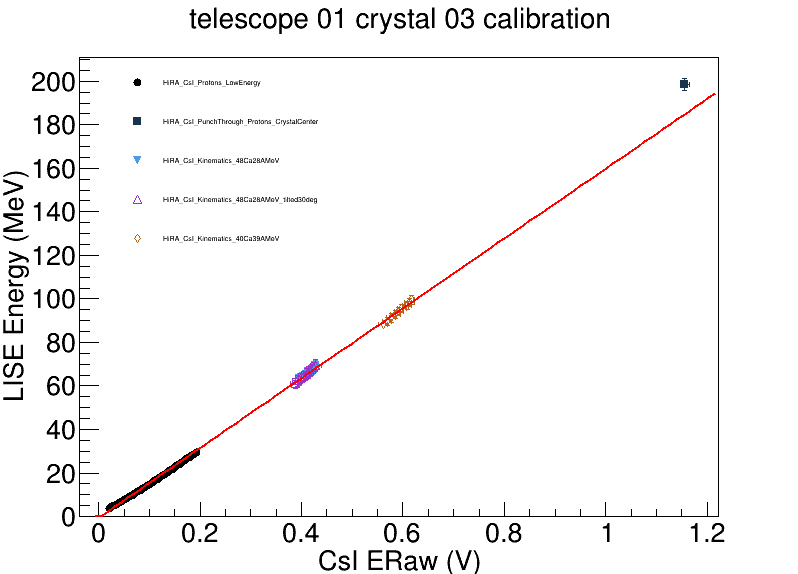 telescope 01 crystal 03 calibration
LISE Energy (MeV)
200
180
160
140
120
100
80
60
40
20
0
HiRA_CsI_Protons_LowEnergy
HiRA_CsI_PunchThrough_Protons_CrystalCenter
HiRA_CsI_Kinematics_48Ca28AMeV
HiRA_CsI_Kinematics_48Ca28AMeV_tilted30deg
HiRA_CsI_Kinematics_40Ca39AMeV
0 0.2 0.4 0.6 0.8 1 1.2
CsI ERaw (V)